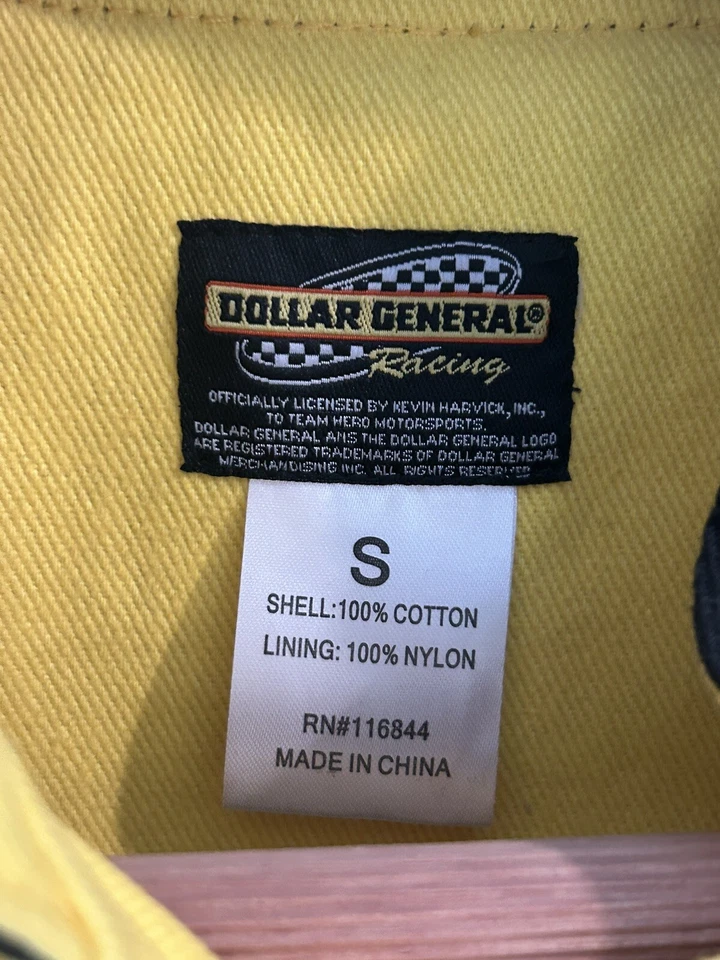 DOLLAR GENERAL®
Racing
OFFICIALLY LICENSED BY KEVIN HARVICK, INC.,
TO TEAM HERO MOTORSPORTS.
DOLLAR GENERAL ANS THE DOLLAR GENERAL LOGO
ARE REGISTERED TRADEMARKS OF DOLLAR GENERAL
MERCHANDISING INC. ALL RIGHTS RESERVED
S
SHELL:100% COTTON
LINING: 100% NYLON
RN#116844
MADE IN CHINA